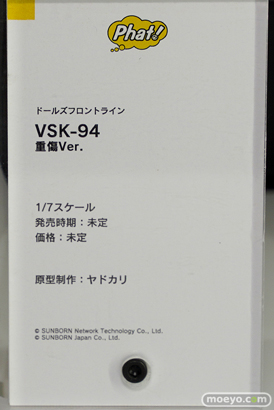 Phat!
ドールズフロントライン
VSK-94
重傷Ver.
1/7スケール
発売時期：未定
価格：未定
原型制作：ヤドカリ
© SUNBORN Network Technology Co., Ltd.
© SUNBORN Japan Co., Ltd.
moeyo.com